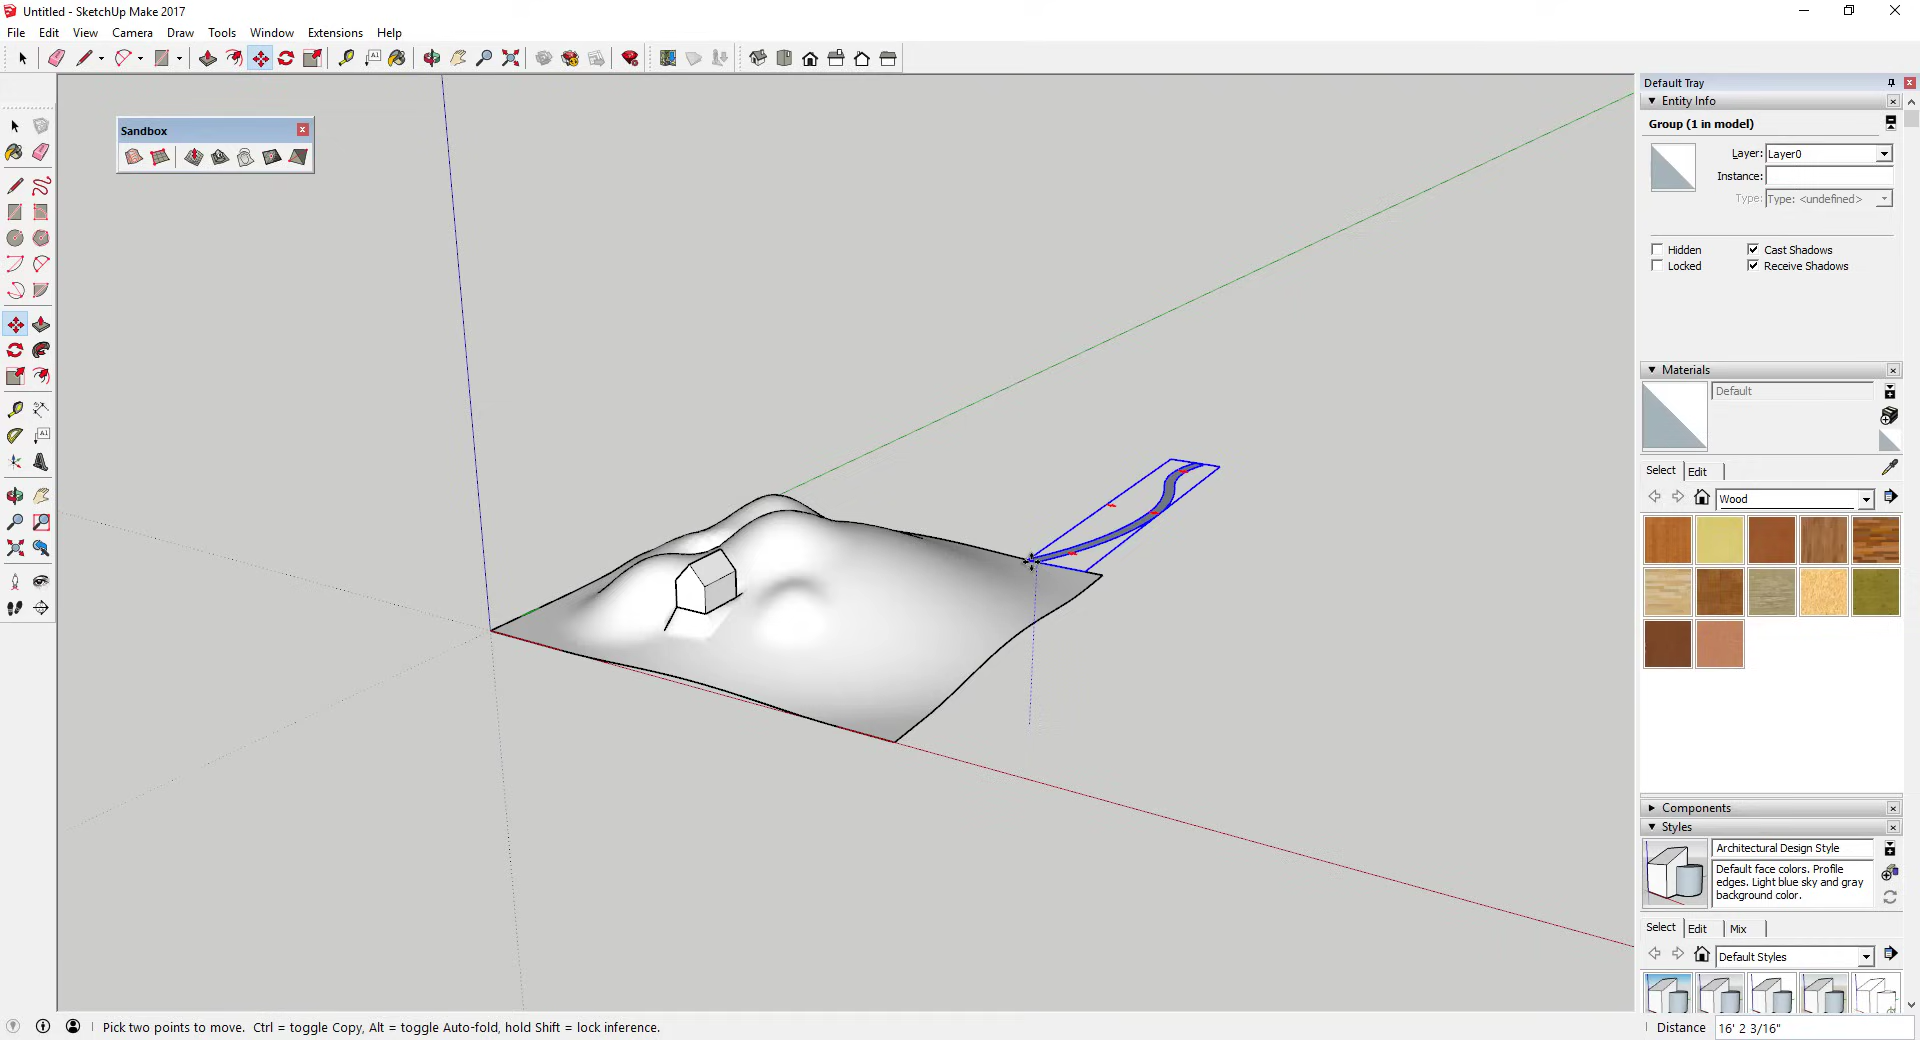 Untitled - SketchUp Make 2017
File Edit View Camera Draw Tools Window Extensions Help
A1
Sandbox
A1
Default Tray
Entity Info
Group (1 in model)
Layer: Layer0
Instance:
Type: Type: <undefined>
Hidden Cast Shadows
Locked Receive Shadows
Materials
Default
Select Edit
Wood
Components
Styles
Architectural Design Style
Default face colors. Profile
edges. Light blue sky and gray
background color.
Select Edit Mix
Default Styles
Pick two points to move. Ctrl = toggle Copy, Alt = toggle Auto-fold, hold Shift = lock inference.
Distance 16' 2 3/16"